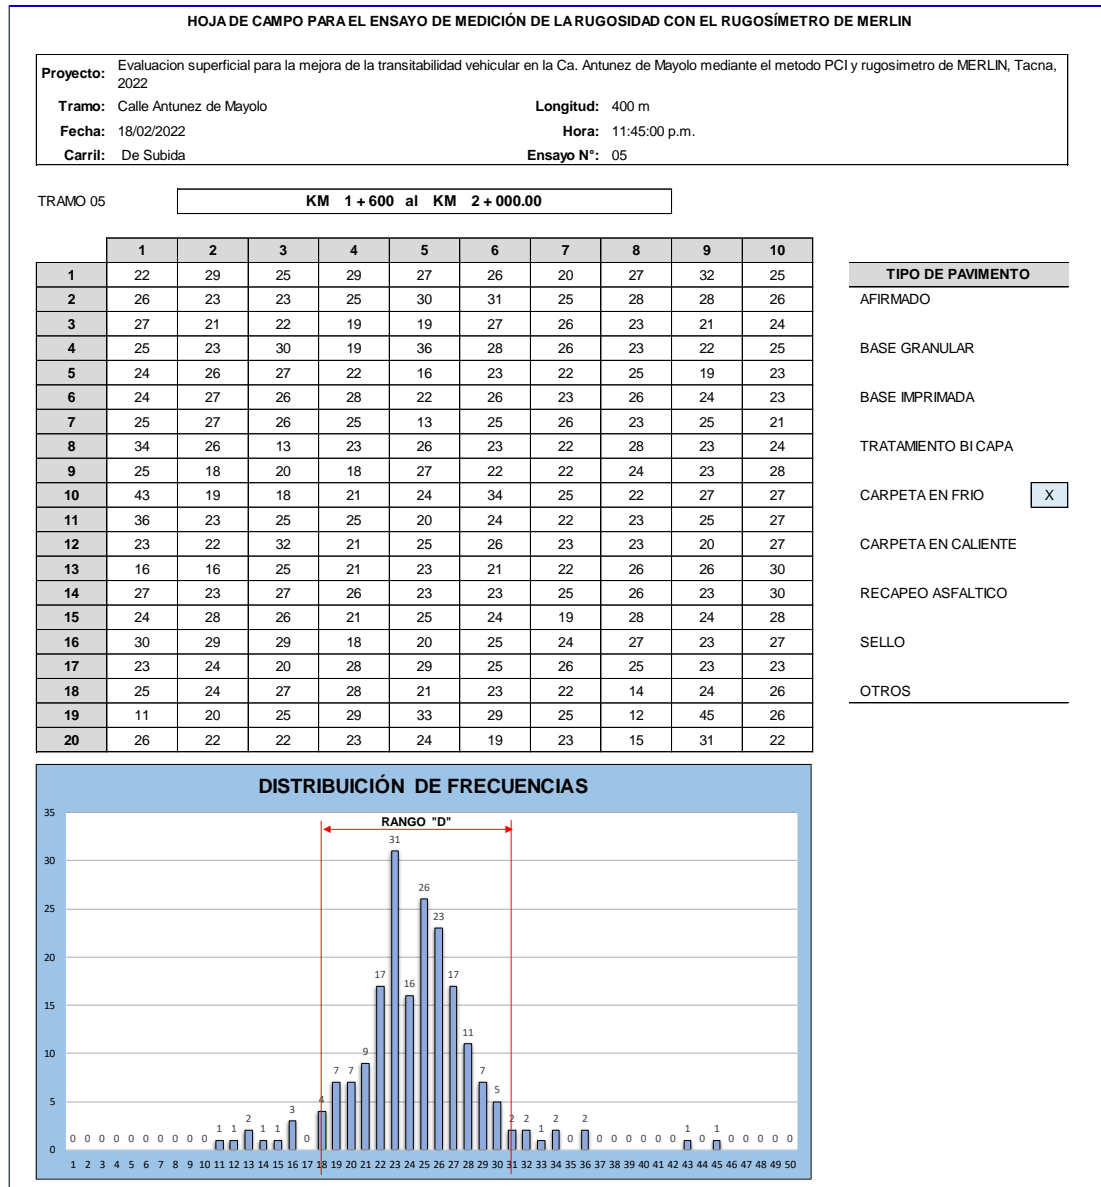 HOJA DE CAMPO PARA EL ENSAYO DE MEDICIÓN DE LA RUGOSIDAD CON EL RUGOSÍMETRO DE MERLIN
Proyecto: Evaluacion superficial para la mejora de la transitabilidad vehicular en la Ca. Antunez de Mayolo mediante el metodo PCI y rugosimetro de MERLIN, Tacna,
2022
Tramo: Calle Antunez de Mayolo Longitud: 400 m
Fecha: 18/02/2022 Hora: 11:45:00 p.m.
Carril: De Subida Ensayo N°: 05
TRAMO 05 KM 1 + 600 al KM 2 + 000.00
1 2 3 4 5 6 7 8 9 10
1 22 29 25 29 27 26 20 27 32 25
2 26 23 23 25 30 31 25 28 28 26
3 27 21 22 19 19 27 26 23 21 24
4 25 23 30 19 36 28 26 23 22 25
5 24 26 27 22 16 23 22 25 19 23
6 24 27 26 28 22 26 23 26 24 23
7 25 27 26 25 13 25 26 23 25 21
8 34 26 13 23 26 23 22 28 23 24
9 25 18 20 18 27 22 22 24 23 28
10 43 19 18 21 24 34 25 22 27 27
11 36 23 25 25 20 24 22 23 25 27
12 23 22 32 21 25 26 23 23 20 27
13 16 16 25 21 23 21 22 26 26 30
14 27 23 27 26 23 23 25 26 23 30
15 24 28 26 21 25 24 19 28 24 28
16 30 29 29 18 20 25 24 27 23 27
17 23 24 20 28 29 25 26 25 23 23
18 25 24 27 28 21 23 22 14 24 26
19 11 20 25 29 33 29 25 12 45 26
20 26 22 22 23 24 19 23 15 31 22
TIPO DE PAVIMENTO
AFIRMADO
BASE GRANULAR
BASE IMPRIMADA
TRATAMIENTO BICAPA
CARPETA EN FRIO X
CARPETA EN CALIENTE
RECAPEO ASFALTICO
SELLO
OTROS
DISTRIBUICIÓN DE FRECUENCIAS
RANGO "D"
35
30
25
20
15
10
5
0
0 0 0 0 0 0 0 0 0 0 1 1 2 1 1 3 0 4 7 7 9 17 31 16 26 23 17 11 7 5 2 2 1 2 0 2 0 0 0 0 0 0 1 0 1 0 0 0 0 0
1 2 3 4 5 6 7 8 9 10 11 12 13 14 15 16 17 18 19 20 21 22 23 24 25 26 27 28 29 30 31 32 33 34 35 36 37 38 39 40 41 42 43 44 45 46 47 48 49 50